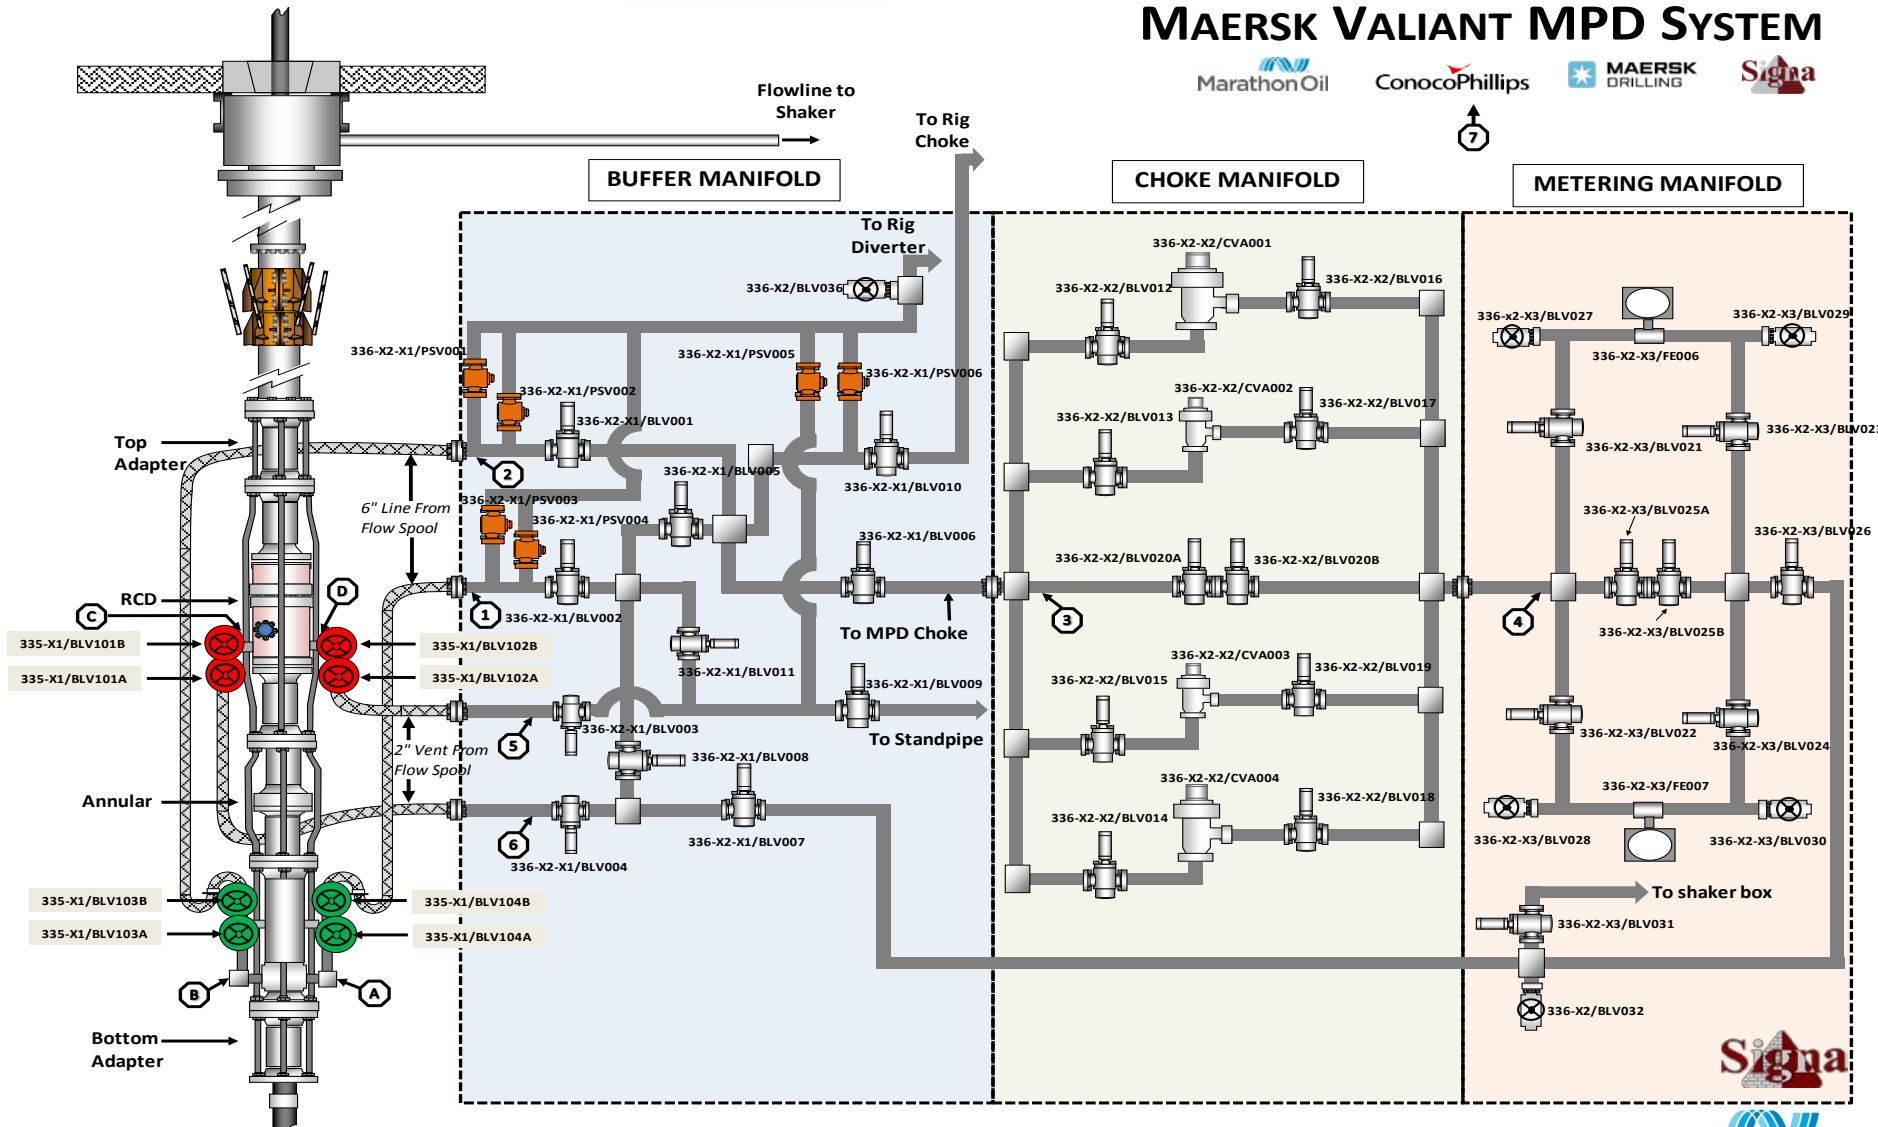 MAERSK VALIANT MPD SYSTEM
Marathon Oil
ConocoPhillips
MAERSK
DRILLING
Signa
7
Flowline to
Shaker
To Rig
Choke
BUFFER MANIFOLD
CHOKE MANIFOLD
METERING MANIFOLD
To Rig
Diverter
336-X2/BLV036
336-X2-X1/PSV001
336-X2-X1/PSV002
336-X2-X1/PSV005
336-X2-X1/PSV006
336-X2-X1/BLV001
2
336-X2-X1/BLV005
336-X2-X1/BLV010
336-X2-X1/PSV003
336-X2-X1/PSV004
336-X2-X1/BLV006
1
336-X2-X1/BLV002
To MPD Choke
336-X2-X1/BLV011
336-X2-X1/BLV009
5
336-X2-X1/BLV003
To Standpipe
336-X2-X1/BLV008
6
336-X2-X1/BLV004
336-X2-X1/BLV007
Top
Adapter
6" Line From
Flow Spool
RCD
C
D
335-X1/BLV101B
335-X1/BLV102B
335-X1/BLV101A
335-X1/BLV102A
2" Vent From
Flow Spool
Annular
335-X1/BLV103B
335-X1/BLV104B
335-X1/BLV103A
335-X1/BLV104A
B
A
Bottom
Adapter
336-X2-X2/CVA001
336-X2-X2/BLV012
336-X2-X2/BLV016
336-X2-X2/CVA002
336-X2-X2/BLV013
336-X2-X2/BLV017
336-X2-X2/BLV020A
336-X2-X2/BLV020B
3
336-X2-X2/CVA003
336-X2-X2/BLV015
336-X2-X2/BLV019
336-X2-X2/CVA004
336-X2-X2/BLV014
336-X2-X2/BLV018
336-X2-X3/BLV027
336-X2-X3/BLV029
336-X2-X3/FE006
336-X2-X3/BLV021
336-X2-X3/BLV023
336-X2-X3/BLV025A
336-X2-X3/BLV026
4
336-X2-X3/BLV025B
336-X2-X3/BLV022
336-X2-X3/BLV024
336-X2-X3/FE007
336-X2-X3/BLV028
336-X2-X3/BLV030
To shaker box
336-X2-X3/BLV031
336-X2/BLV032
Signa